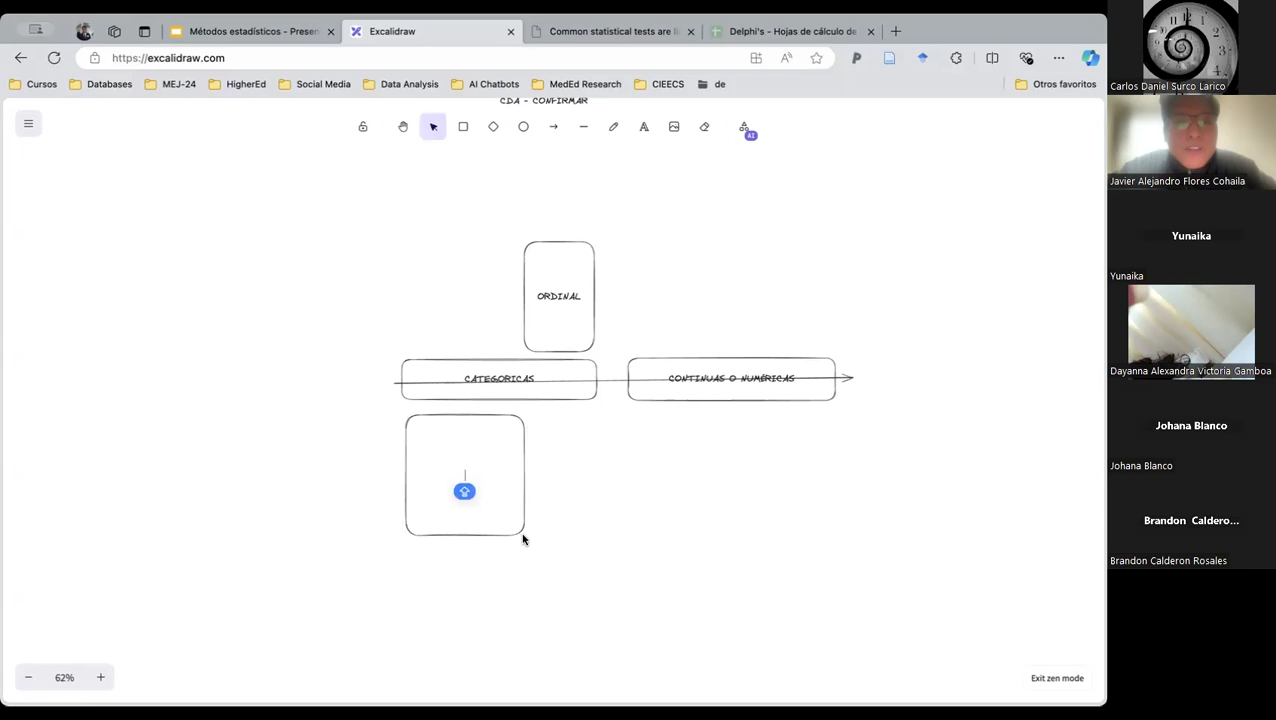 Métodos estadísticos - Presen
Excalidraw
Common statistical tests are li
Delphi's - Hojas de cálculo de
https://excalidraw.com
Cursos
Databases
MEJ-24
HigherEd
Social Media
Data Analysis
AI Chatbots
MedEd Research
CIEECS
de
Otros favoritos
CDA - CONFIRMAR
AI
ORDINAL
CATEGORICAS
CONTINUAS O NUMÉRICAS
62%
Exit zen mode
Carlos Daniel Surco Larico
Javier Alejandro Flores Cohaila
Yunaika
Yunaika
Dayanna Alexandra Victoria Gamboa
Johana Blanco
Johana Blanco
Brandon Caldero...
Brandon Calderon Rosales